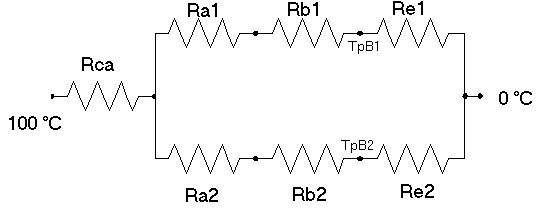 Ra1 Rb1 Re1
TpB1
Rca
100 °C
0 °C
TpB2
Ra2 Rb2 Re2